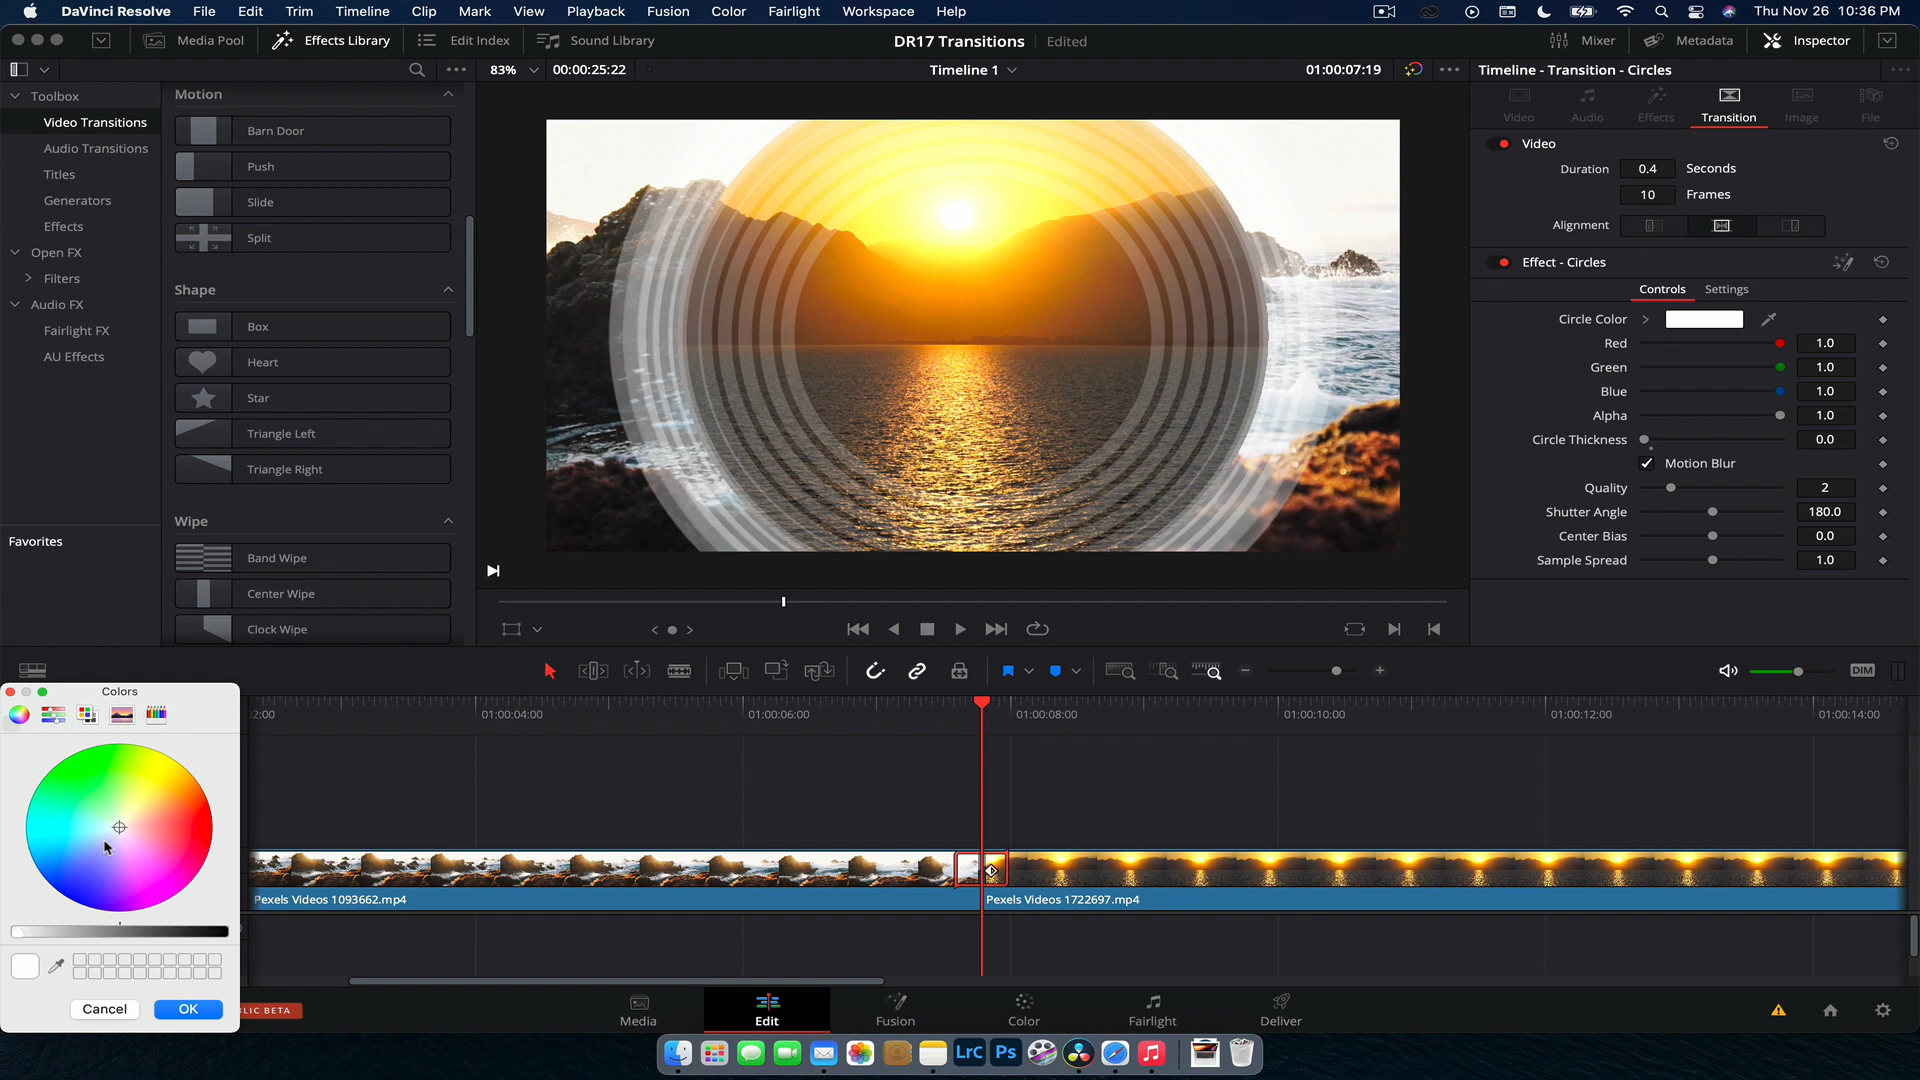 DaVinci Resolve File Edit Trim Timeline Clip Mark View Playback Fusion Color Fairlight Workspace Help Thu Nov 26 10:36 PM
Media Pool Effects Library Edit Index Sound Library DR17 Transitions Edited Mixer Metadata Inspector
83% 00:00:25:22 Timeline 1 01:00:07:19 Timeline - Transition - Circles
Toolbox
Video Transitions
Audio Transitions
Titles
Generators
Effects
Open FX
Filters
Audio FX
Fairlight FX
AU Effects
Favorites
Motion
Barn Door
Push
Slide
Split
Shape
Box
Heart
Star
Triangle Left
Triangle Right
Wipe
Band Wipe
Center Wipe
Clock Wipe
Video Audio Effects Transition Image File
Video
Duration 0.4 Seconds
10 Frames
Alignment
Effect - Circles
Controls Settings
Circle Color
Red 1.0
Green 1.0
Blue 1.0
Alpha 1.0
Circle Thickness 0.0
Motion Blur
Quality 2
Shutter Angle 180.0
Center Bias 0.0
Sample Spread 1.0
DIM
Colors
Cancel OK
2:00 01:00:04:00 01:00:06:00 01:00:08:00 01:00:10:00 01:00:12:00 01:00:14:00
Pexels Videos 1093662.mp4 Pexels Videos 1722697.mp4
LIC BETA
Media Edit Fusion Color Fairlight Deliver
LrC Ps